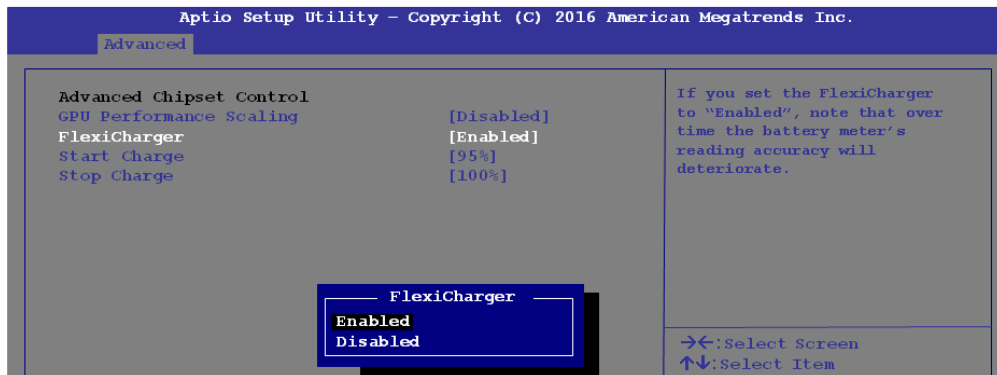 Aptio Setup Utility – Copyright (C) 2016 American Megatrends Inc.
Advanced
Advanced Chipset Control
GPU Performance Scaling [Disabled]
FlexiCharger [Enabled]
Start Charge [95%]
Stop Charge [100%]
If you set the FlexiCharger
to “Enabled”, note that over
time the battery meter’s
reading accuracy will
deteriorate.
FlexiCharger
Enabled
Disabled
→←:Select Screen
↑↓:Select Item